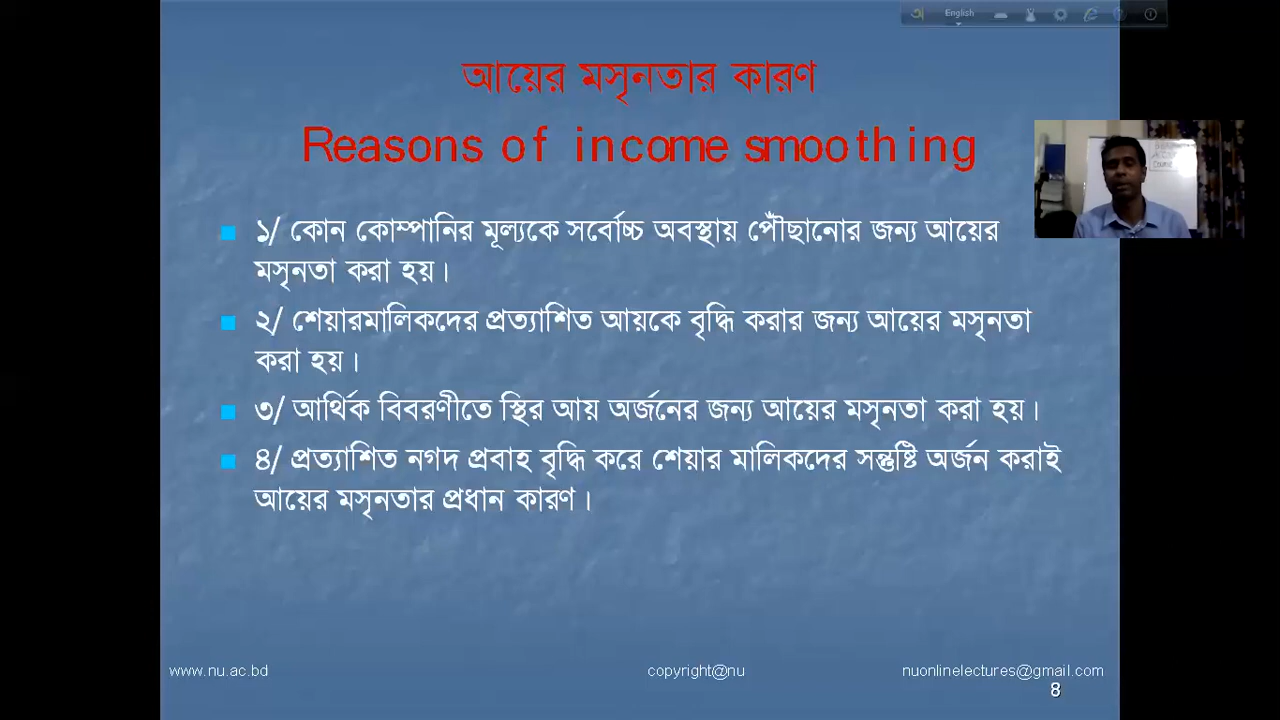 English
আয়ের মসৃনতার কারণ
Reasons of income smoothing
১/ কোন কোম্পানির মূল্যকে সর্বোচ্চ অবস্থায় পৌঁছানোর জন্য আয়ের
মসৃনতা করা হয়।
২/ শেয়ারমালিকদের প্রত্যাশিত আয়কে বৃদ্ধি করার জন্য আয়ের মসৃনতা
করা হয়।
৩/ আর্থিক বিবরণীতে স্থির আয় অর্জনের জন্য আয়ের মসৃনতা করা হয়।
৪/ প্রত্যাশিত নগদ প্রবাহ বৃদ্ধি করে শেয়ার মালিকদের সন্তুষ্টি অর্জন করাই
আয়ের মসৃনতার প্রধান কারণ।
www.nu.ac.bd copyright@nu nuonlinelectures@gmail.com
8